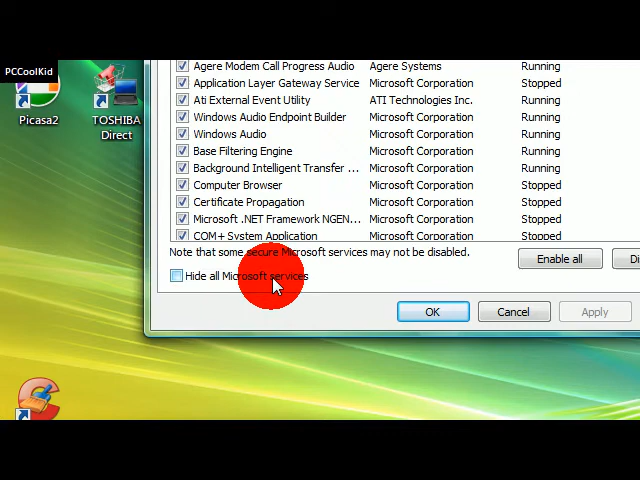 PCCoolKid
Picasa2
TOSHIBA
Direct
Agere Modem Call Progress Audio Agere Systems Running
Application Layer Gateway Service Microsoft Corporation Stopped
Ati External Event Utility ATI Technologies Inc. Running
Windows Audio Endpoint Builder Microsoft Corporation Running
Windows Audio Microsoft Corporation Running
Base Filtering Engine Microsoft Corporation Running
Background Intelligent Transfer ... Microsoft Corporation Running
Computer Browser Microsoft Corporation Stopped
Certificate Propagation Microsoft Corporation Stopped
Microsoft .NET Framework NGEN... Microsoft Corporation Stopped
COM+ System Application Microsoft Corporation Stopped
Note that some secure Microsoft services may not be disabled.
Enable all Di
Hide all Microsoft services
OK Cancel Apply